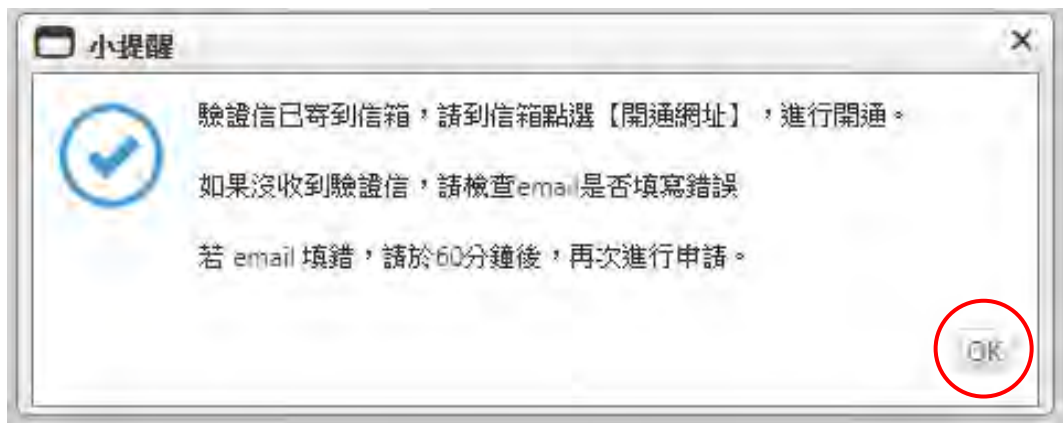 小提醒
驗證信已寄到信箱，請到信箱點選【開通網址】，進行開通。
如果沒收到驗證信，請檢查email是否填寫錯誤
若 email 填錯，請於60分鐘後，再次進行申請。
OK